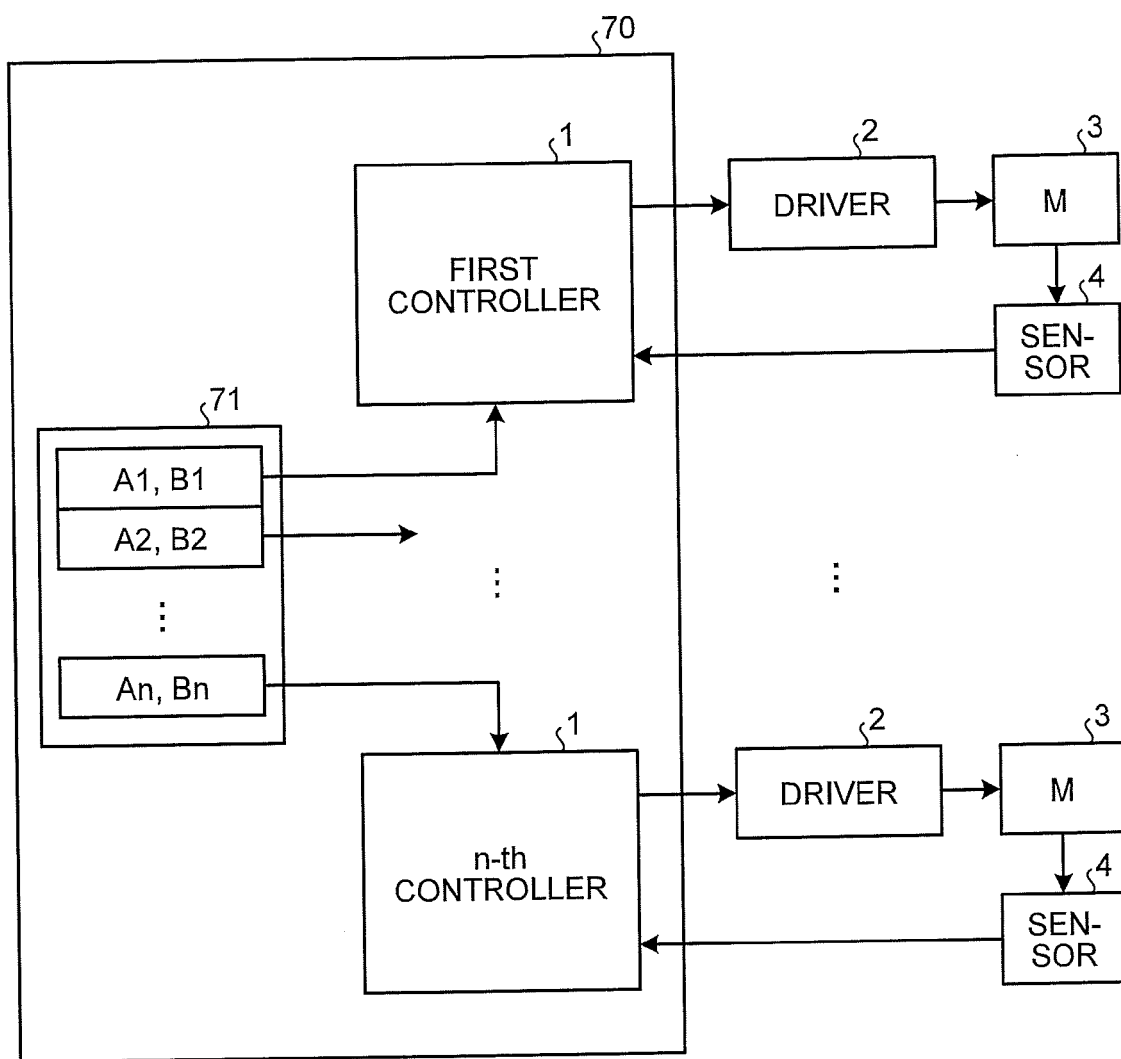 70
1
2
3
DRIVER
M
FIRST
CONTROLLER
4
SEN-
SOR
71
A1, B1
A2, B2
⋮
⋮
⋮
An, Bn
1
2
3
DRIVER
M
n-th
CONTROLLER
4
SEN-
SOR